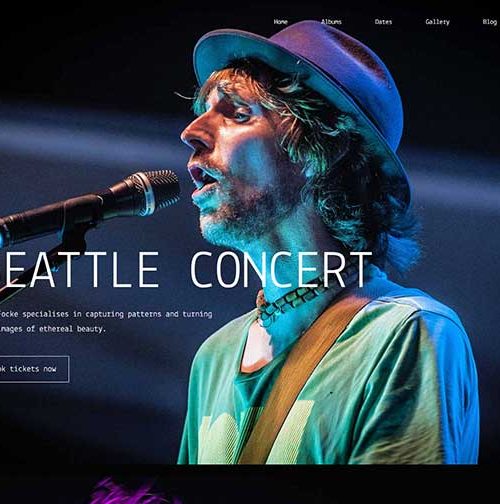 Home Albums Dates Gallery Blog
EATTLE CONCERT
ocke specialises in capturing patterns and turning
mages of ethereal beauty.
ok tickets now